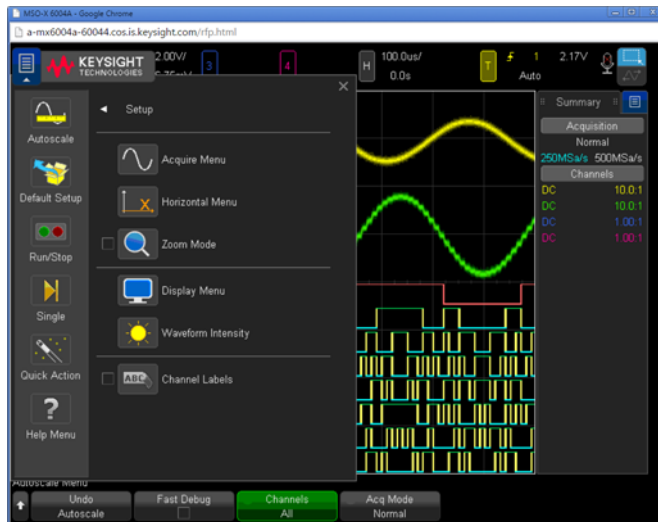 MSO-X 6004A - Google Chrome
a-mx6004a-60044.cos.is.keysight.com/rfp.html
KEYSIGHT
TECHNOLOGIES
2.00V/
3
4
H
100.0us/
0.0s
T
1
2.17V
Auto
Setup
Autoscale
Default Setup
Run/Stop
Single
Quick Action
?
Help Menu
Acquire Menu
X
Horizontal Menu
Zoom Mode
Display Menu
Waveform Intensity
ABC
Channel Labels
Summary
Acquisition
Normal
250MSa/s 500MSa/s
Channels
DC 10.0:1
DC 10.0:1
DC 1.00:1
DC 1.00:1
Autoscale Menu
Undo
Autoscale
Fast Debug
Channels
All
Acq Mode
Normal